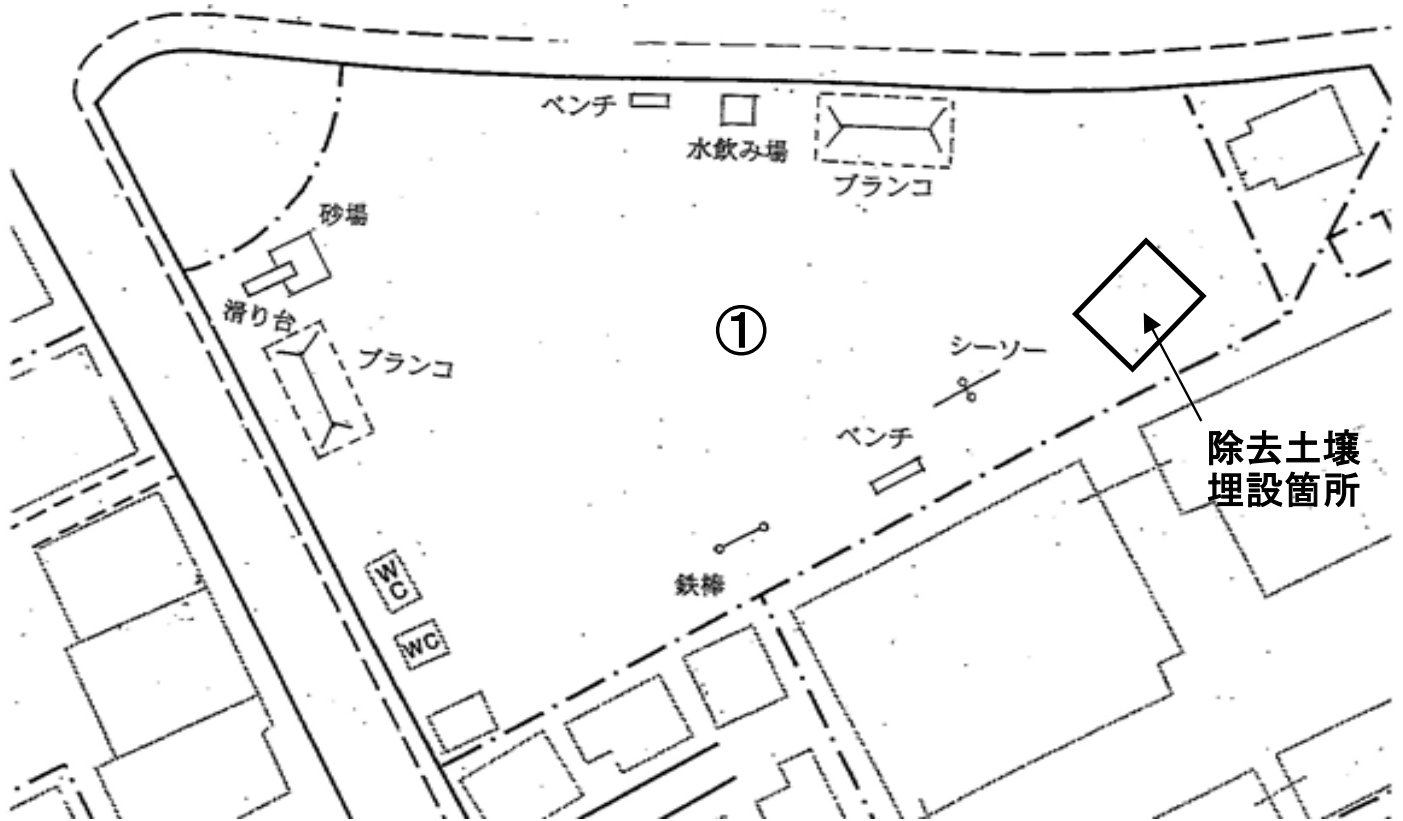 ベンチ
水飲み場
ブランコ
砂場
滑り台
ブランコ
①
シーソー
ベンチ
除去土壌
埋設箇所
鉄棒
WC
WC